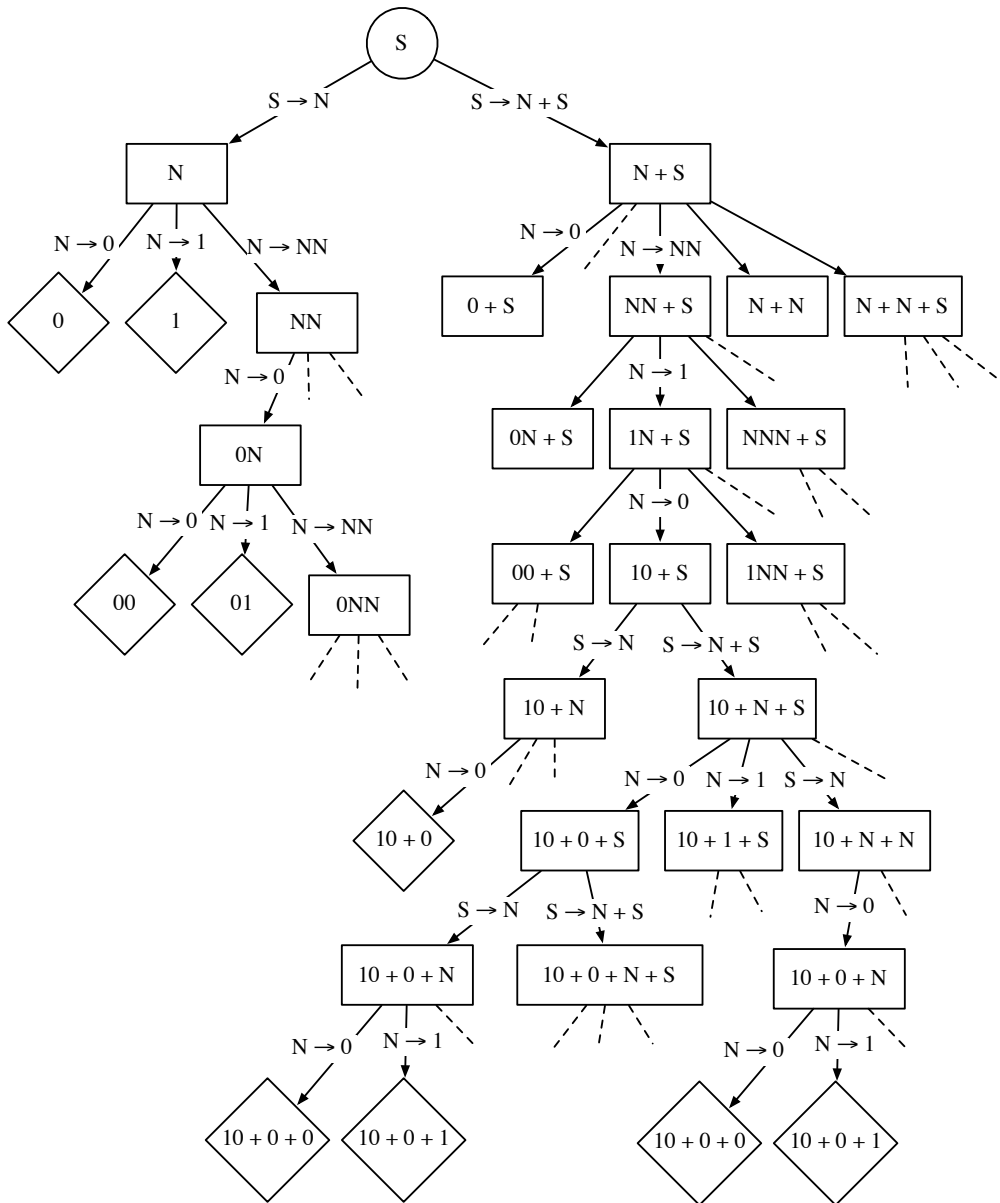 S
S → N
S → N + S
N
N + S
N → 0
N → 1
N → NN
N → 0
N → NN
0
1
NN
0 + S
NN + S
N + N
N + N + S
N → 0
N → 1
0N
0N + S
1N + S
NNN + S
N → 0
N → 1
N → NN
N → 0
00
01
0NN
00 + S
10 + S
1NN + S
S → N
S → N + S
10 + N
10 + N + S
N → 0
N → 0
N → 1
S → N
10 + 0
10 + 0 + S
10 + 1 + S
10 + N + N
S → N
S → N + S
N → 0
10 + 0 + N
10 + 0 + N + S
10 + 0 + N
N → 0
N → 1
N → 0
N → 1
10 + 0 + 0
10 + 0 + 1
10 + 0 + 0
10 + 0 + 1